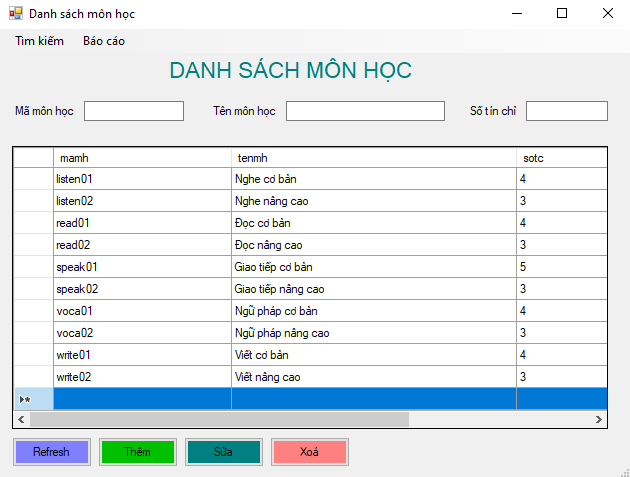 Danh sách môn học
Tìm kiếm Báo cáo
DANH SÁCH MÔN HỌC
Mã môn học Tên môn học Số tín chỉ
mamh tenmh sotc
listen01 Nghe cơ bản 4
listen02 Nghe nâng cao 3
read01 Đọc cơ bản 4
read02 Đọc nâng cao 3
speak01 Giao tiếp cơ bản 5
speak02 Giao tiếp nâng cao 3
voca01 Ngữ pháp cơ bản 4
voca02 Ngữ pháp nâng cao 3
write01 Viết cơ bản 4
write02 Viết nâng cao 3
Refresh Thêm Sửa Xoá